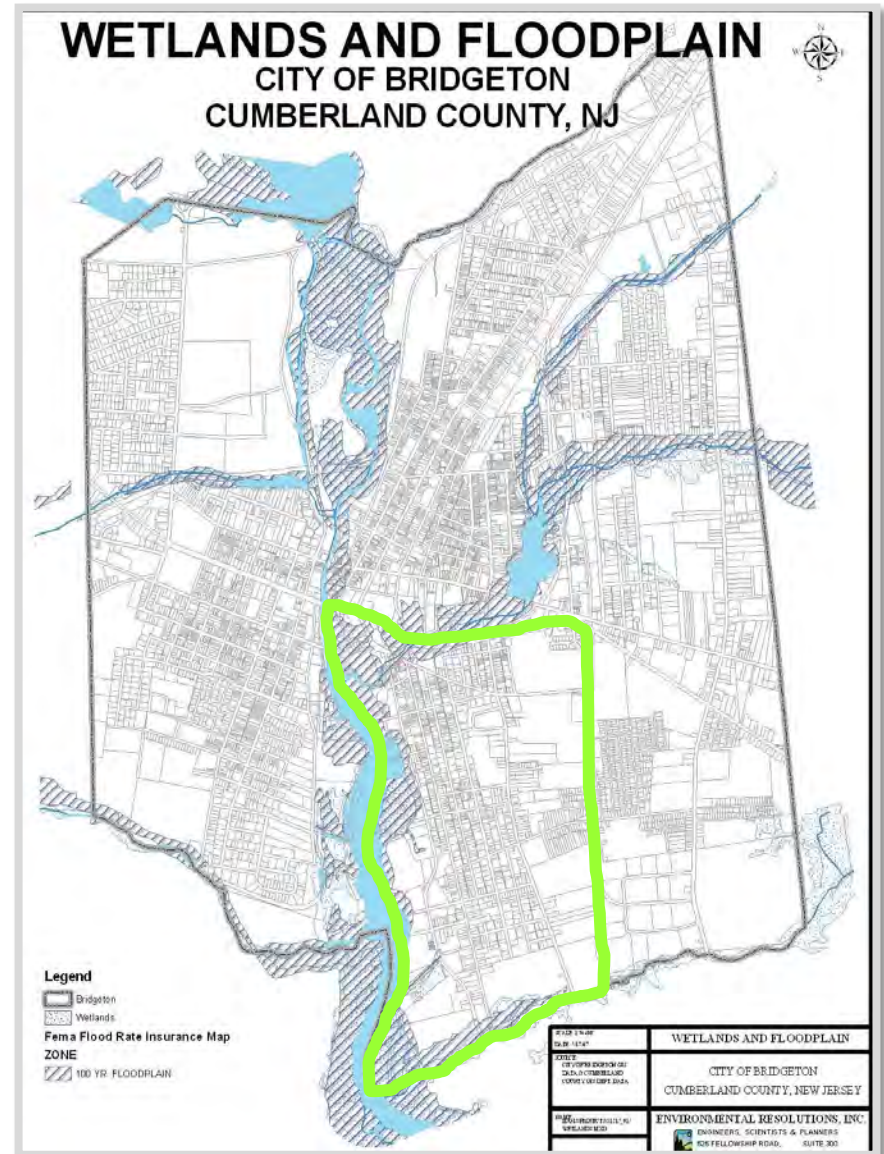 WETLANDS AND FLOODPLAIN
CITY OF BRIDGETON
CUMBERLAND COUNTY, NJ
N
W
E
S
Legend
Bridgeton
Wetlands
Fema Flood Rate Insurance Map
ZONE
100 YR. FLOODPLAIN
WETLANDS AND FLOODPLAIN
CITY OF BRIDGETON
CUMBERLAND COUNTY, NEW JERSEY
ENVIRONMENTAL RESOLUTIONS, INC.
ENGINEERS, SCIENTISTS & PLANNERS
525 FELLOWSHIP ROAD, SUITE 300